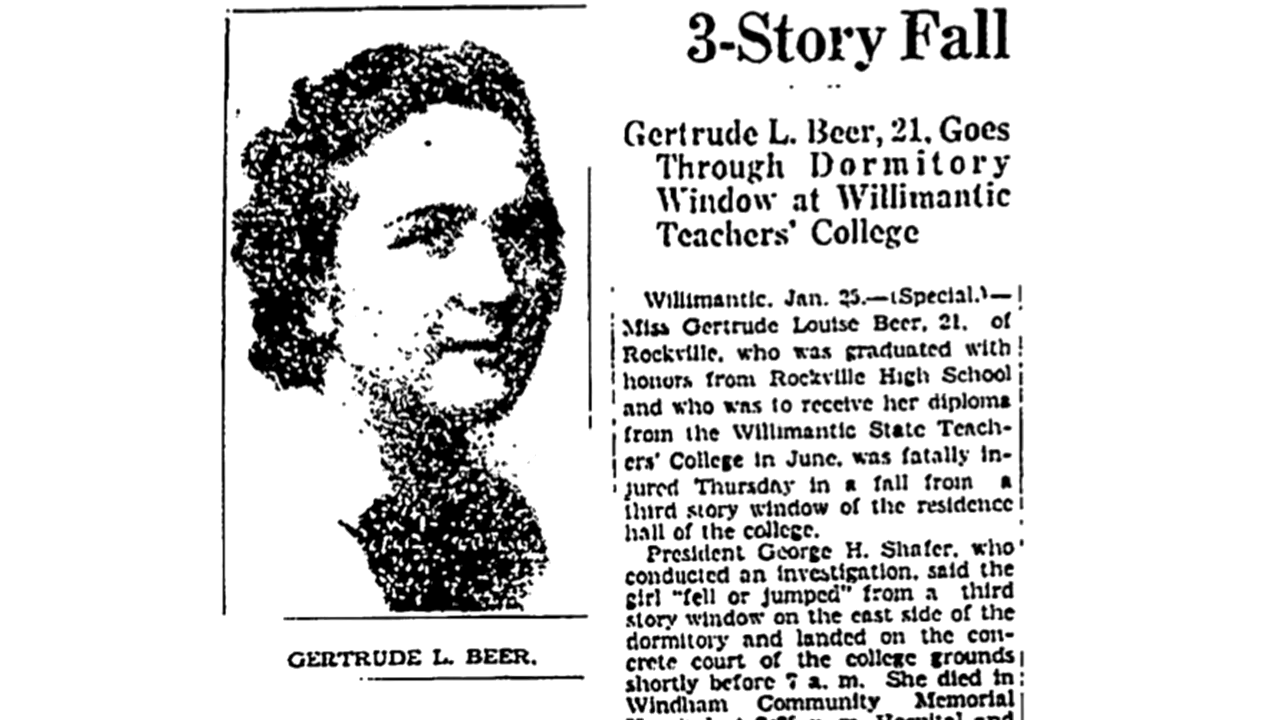 3-Story Fall
Gertrude L. Beer, 21, Goes
Through Dormitory
Window at Willimantic
Teachers' College
Willimantic, Jan. 25.—(Special.)—
Miss Gertrude Louise Beer, 21, of
Rockville, who was graduated with
honors from Rockville High School
and who was to receive her diploma
from the Willimantic State Teach-
ers' College in June, was fatally in-
jured Thursday in a fall from a
third story window of the residence
hall of the college.
President George H. Shafer, who
conducted an investigation, said the
girl "fell or jumped" from a third
story window on the east side of the
dormitory and landed on the con-
crete court of the college grounds
shortly before 7 a. m. She died in
Windham Community Memorial
GERTRUDE L. BEER.